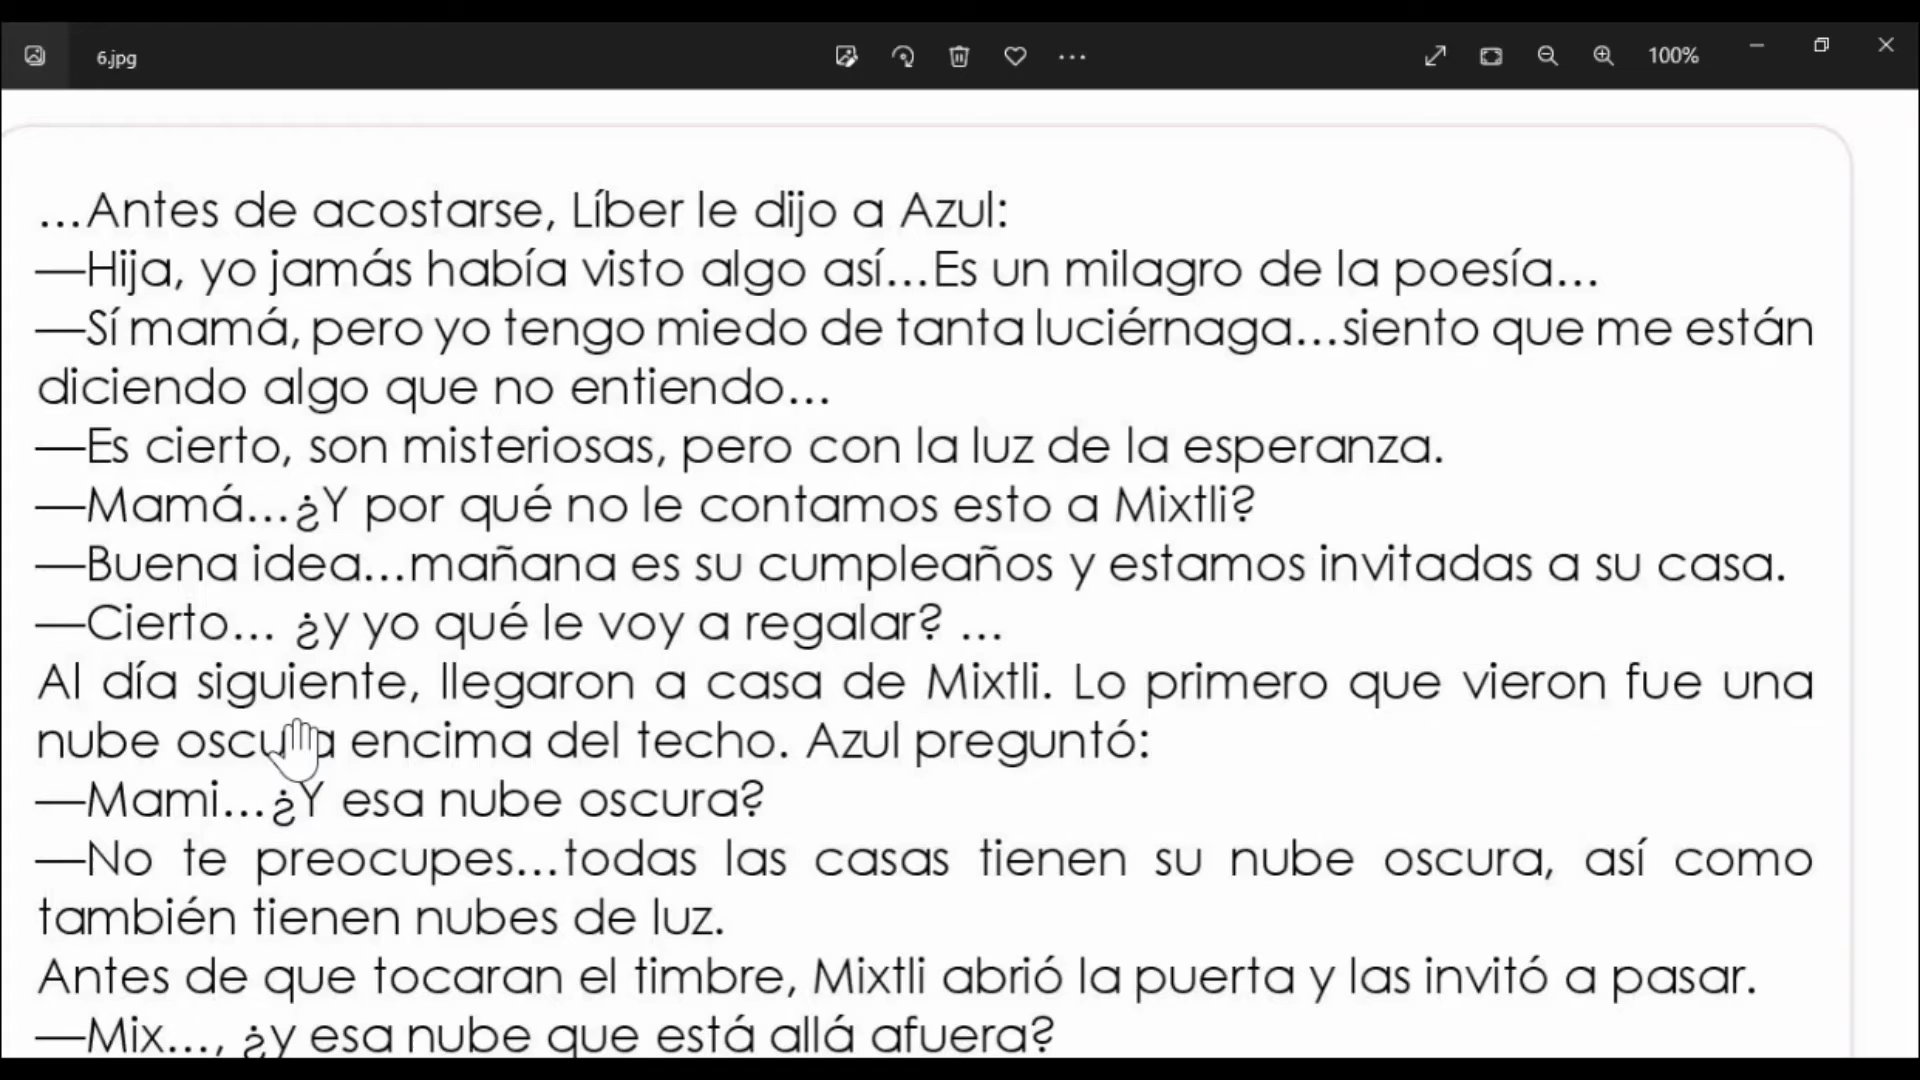 6.jpg
100%
...Antes de acostarse, Líber le dijo a Azul:
—Hija, yo jamás había visto algo así...Es un milagro de la poesía...
—Sí mamá, pero yo tengo miedo de tanta luciérnaga...siento que me están
diciendo algo que no entiendo...
—Es cierto, son misteriosas, pero con la luz de la esperanza.
—Mamá...¿Y por qué no le contamos esto a Mixtli?
—Buena idea...mañana es su cumpleaños y estamos invitadas a su casa.
—Cierto... ¿y yo qué le voy a regalar? ...
Al día siguiente, llegaron a casa de Mixtli. Lo primero que vieron fue una
nube oscura encima del techo. Azul preguntó:
—Mami...¿Y esa nube oscura?
—No te preocupes...todas las casas tienen su nube oscura, así como
también tienen nubes de luz.
Antes de que tocaran el timbre, Mixtli abrió la puerta y las invitó a pasar.
—Mix..., ¿y esa nube que está allá afuera?